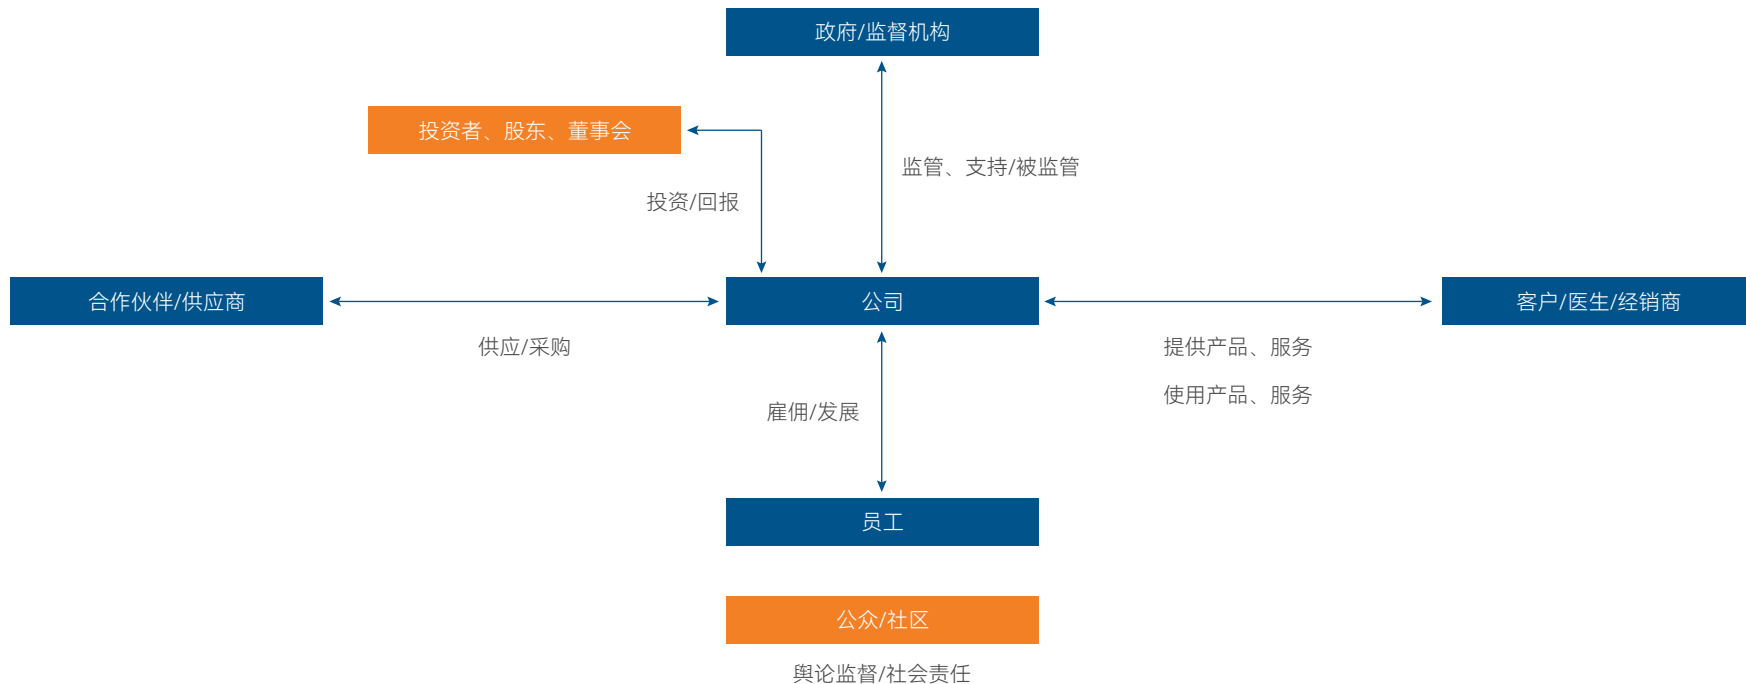 政府/监督机构
投资者、股东、董事会
监管、支持/被监管
投资/回报
合作伙伴/供应商
公司
客户/医生/经销商
供应/采购
提供产品、服务
使用产品、服务
雇佣/发展
员工
公众/社区
舆论监督/社会责任